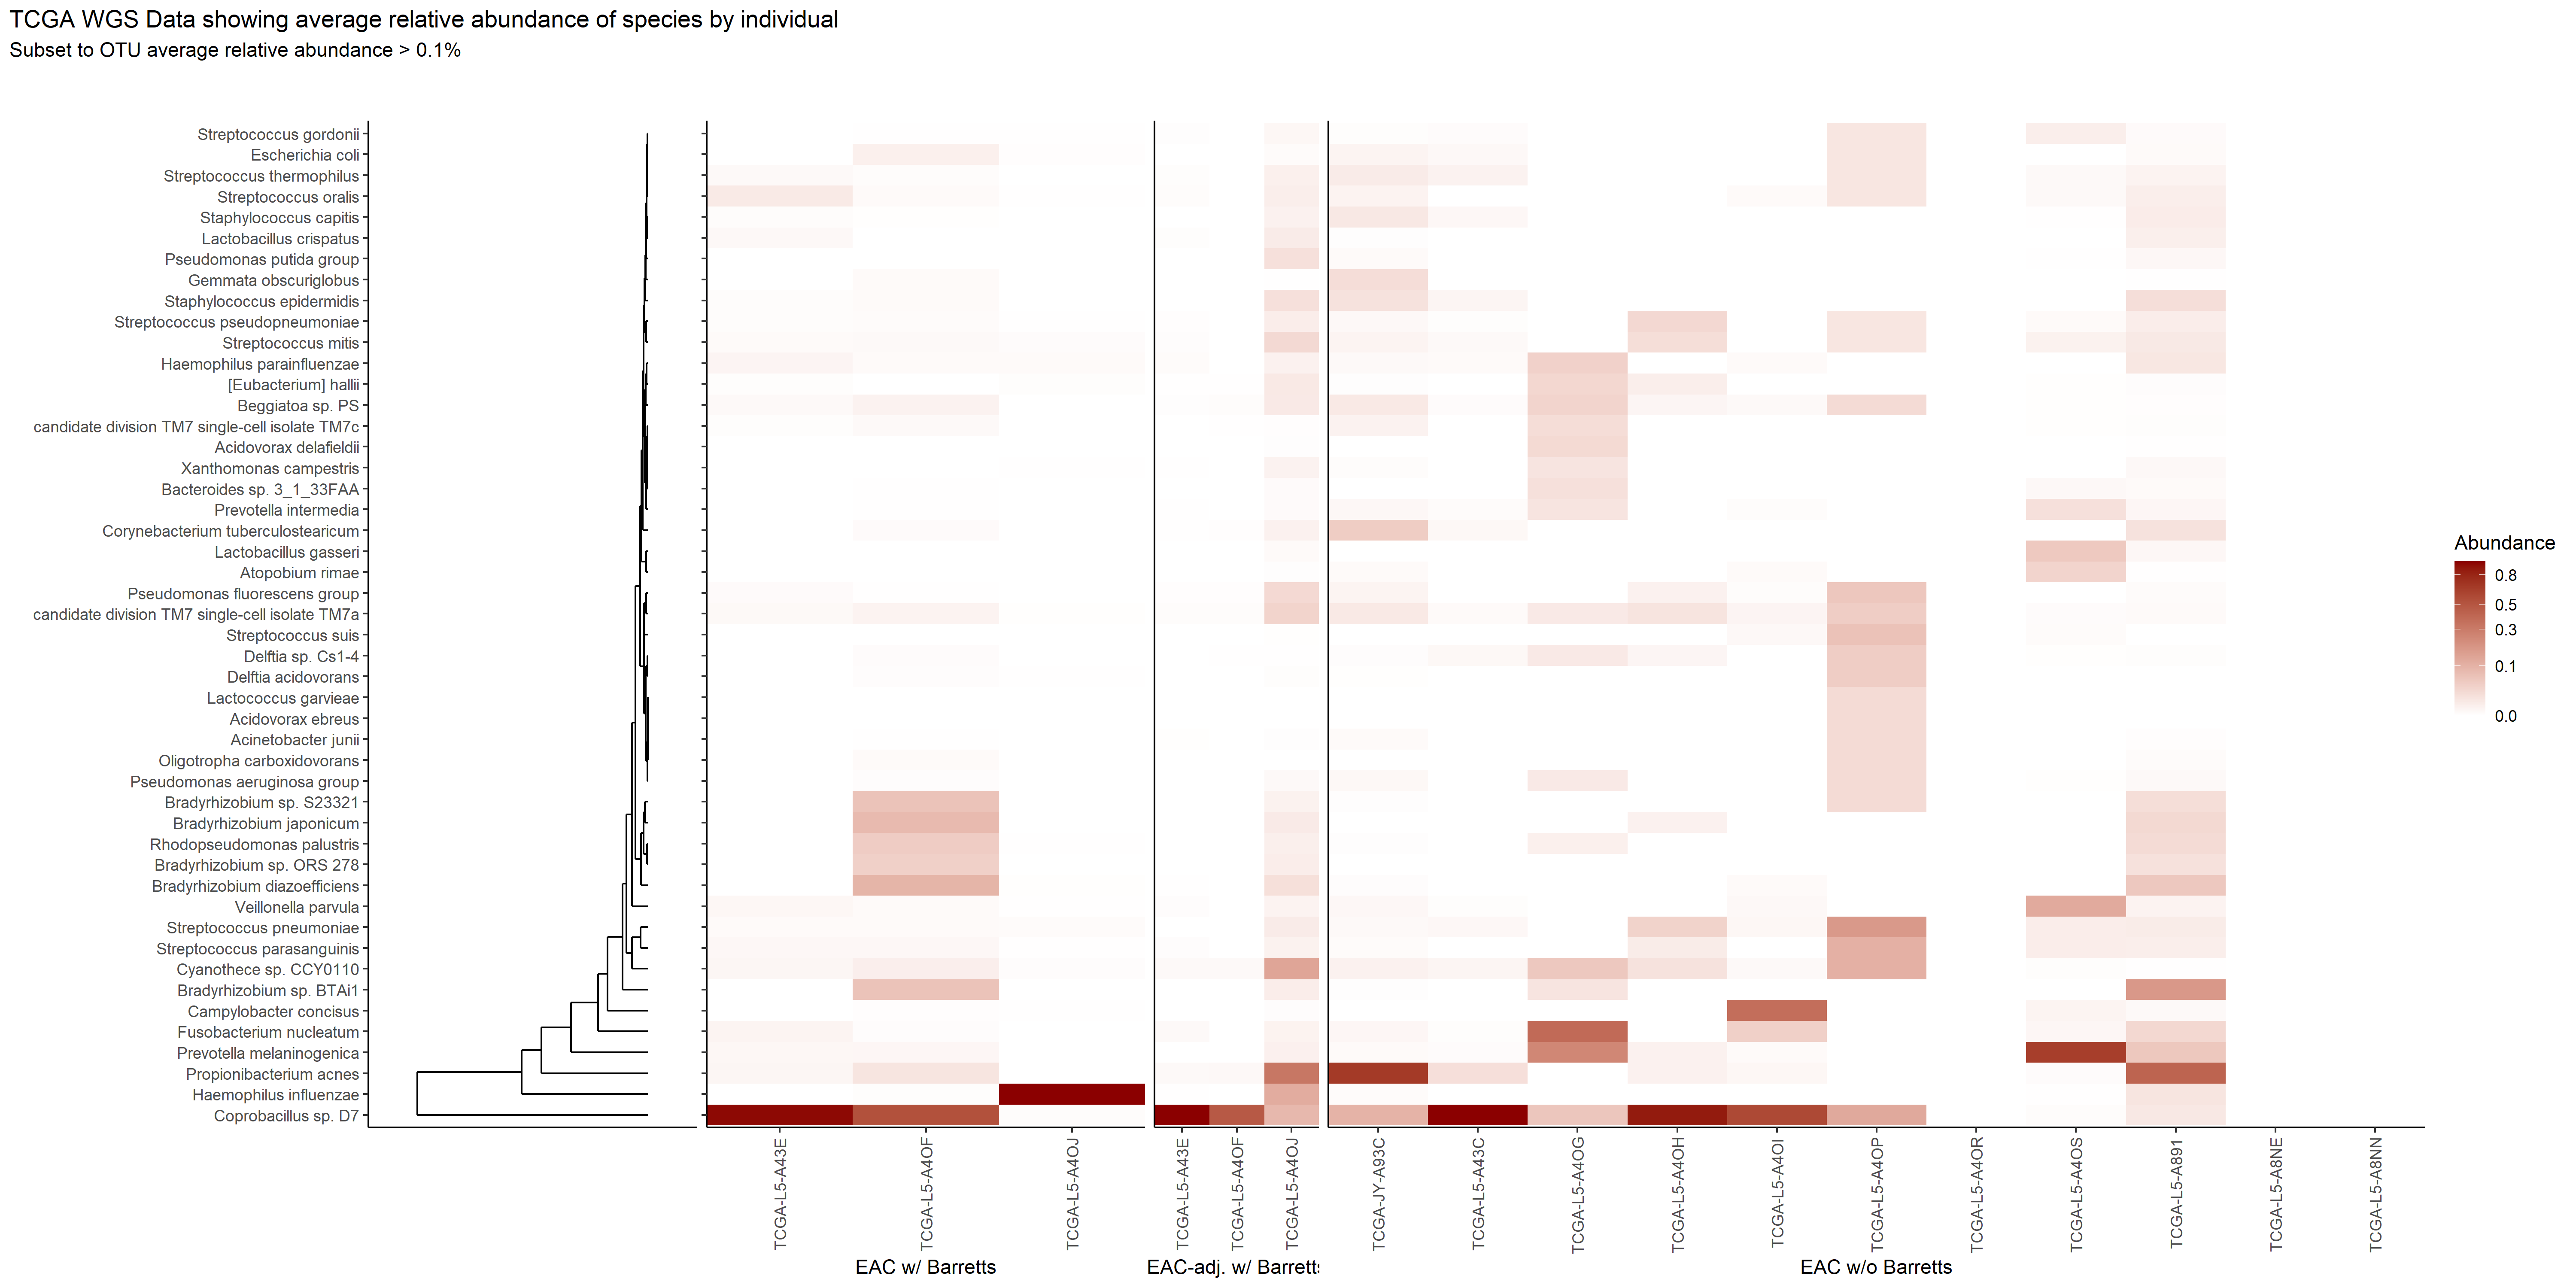 TCGA WGS Data showing average relative abundance of species by individual
Subset to OTU average relative abundance > 0.1%
Streptococcus gordonii
Escherichia coli
Streptococcus thermophilus
Streptococcus oralis
Staphylococcus capitis
Lactobacillus crispatus
Pseudomonas putida group
Gemmata obscuriglobus
Staphylococcus epidermidis
Streptococcus pseudopneumoniae
Streptococcus mitis
Haemophilus parainfluenzae
[Eubacterium] hallii
Beggiatoa sp. PS
candidate division TM7 single-cell isolate TM7c
Acidovorax delafieldii
Xanthomonas campestris
Bacteroides sp. 3_1_33FAA
Prevotella intermedia
Corynebacterium tuberculostearicum
Lactobacillus gasseri
Atopobium rimae
Pseudomonas fluorescens group
candidate division TM7 single-cell isolate TM7a
Streptococcus suis
Delftia sp. Cs1-4
Delftia acidovorans
Lactococcus garvieae
Acidovorax ebreus
Acinetobacter junii
Oligotropha carboxidovorans
Pseudomonas aeruginosa group
Bradyrhizobium sp. S23321
Bradyrhizobium japonicum
Rhodopseudomonas palustris
Bradyrhizobium sp. ORS 278
Bradyrhizobium diazoefficiens
Veillonella parvula
Streptococcus pneumoniae
Streptococcus parasanguinis
Cyanothece sp. CCY0110
Bradyrhizobium sp. BTAi1
Campylobacter concisus
Fusobacterium nucleatum
Prevotella melaninogenica
Propionibacterium acnes
Haemophilus influenzae
Coprobacillus sp. D7
TCGA-L5-A43E
TCGA-L5-A4OF
TCGA-L5-A4OJ
EAC w/ Barretts
TCGA-L5-A43E
TCGA-L5-A4OF
TCGA-L5-A4OJ
EAC-adj. w/ Barretts
TCGA-JY-A93C
TCGA-L5-A43C
TCGA-L5-A4OG
TCGA-L5-A4OH
TCGA-L5-A4OI
TCGA-L5-A4OP
TCGA-L5-A4OR
TCGA-L5-A4OS
TCGA-L5-A891
TCGA-L5-A8NE
TCGA-L5-A8NN
EAC w/o Barretts
Abundance
0.8
0.5
0.3
0.1
0.0